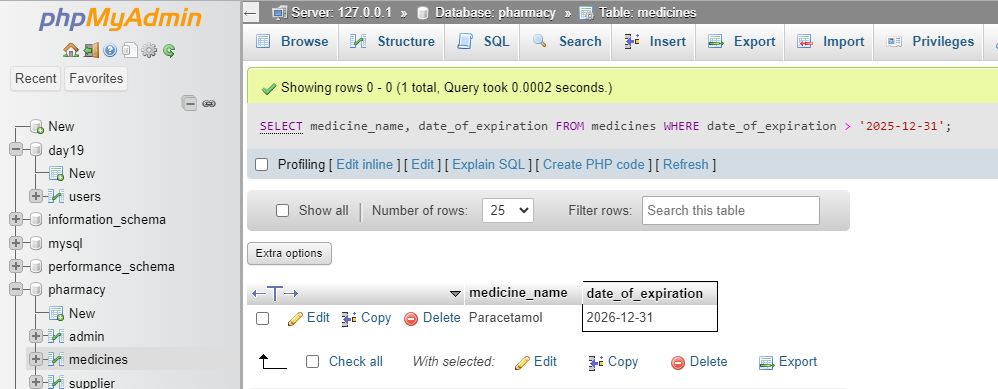 phpMyAdmin
Recent Favorites
New
day19
New
users
information_schema
mysql
performance_schema
pharmacy
New
admin
medicines
supplier
Server: 127.0.0.1 » Database: pharmacy » Table: medicines
Browse Structure SQL Search Insert Export Import Privileges
Showing rows 0 - 0 (1 total, Query took 0.0002 seconds.)
SELECT medicine_name, date_of_expiration FROM medicines WHERE date_of_expiration > '2025-12-31';
Profiling [ Edit inline ] [ Edit ] [ Explain SQL ] [ Create PHP code ] [ Refresh ]
Show all Number of rows: 25 Filter rows: Search this table
Extra options
←T→ medicine_name date_of_expiration
Edit Copy Delete Paracetamol 2026-12-31
Check all With selected: Edit Copy Delete Export